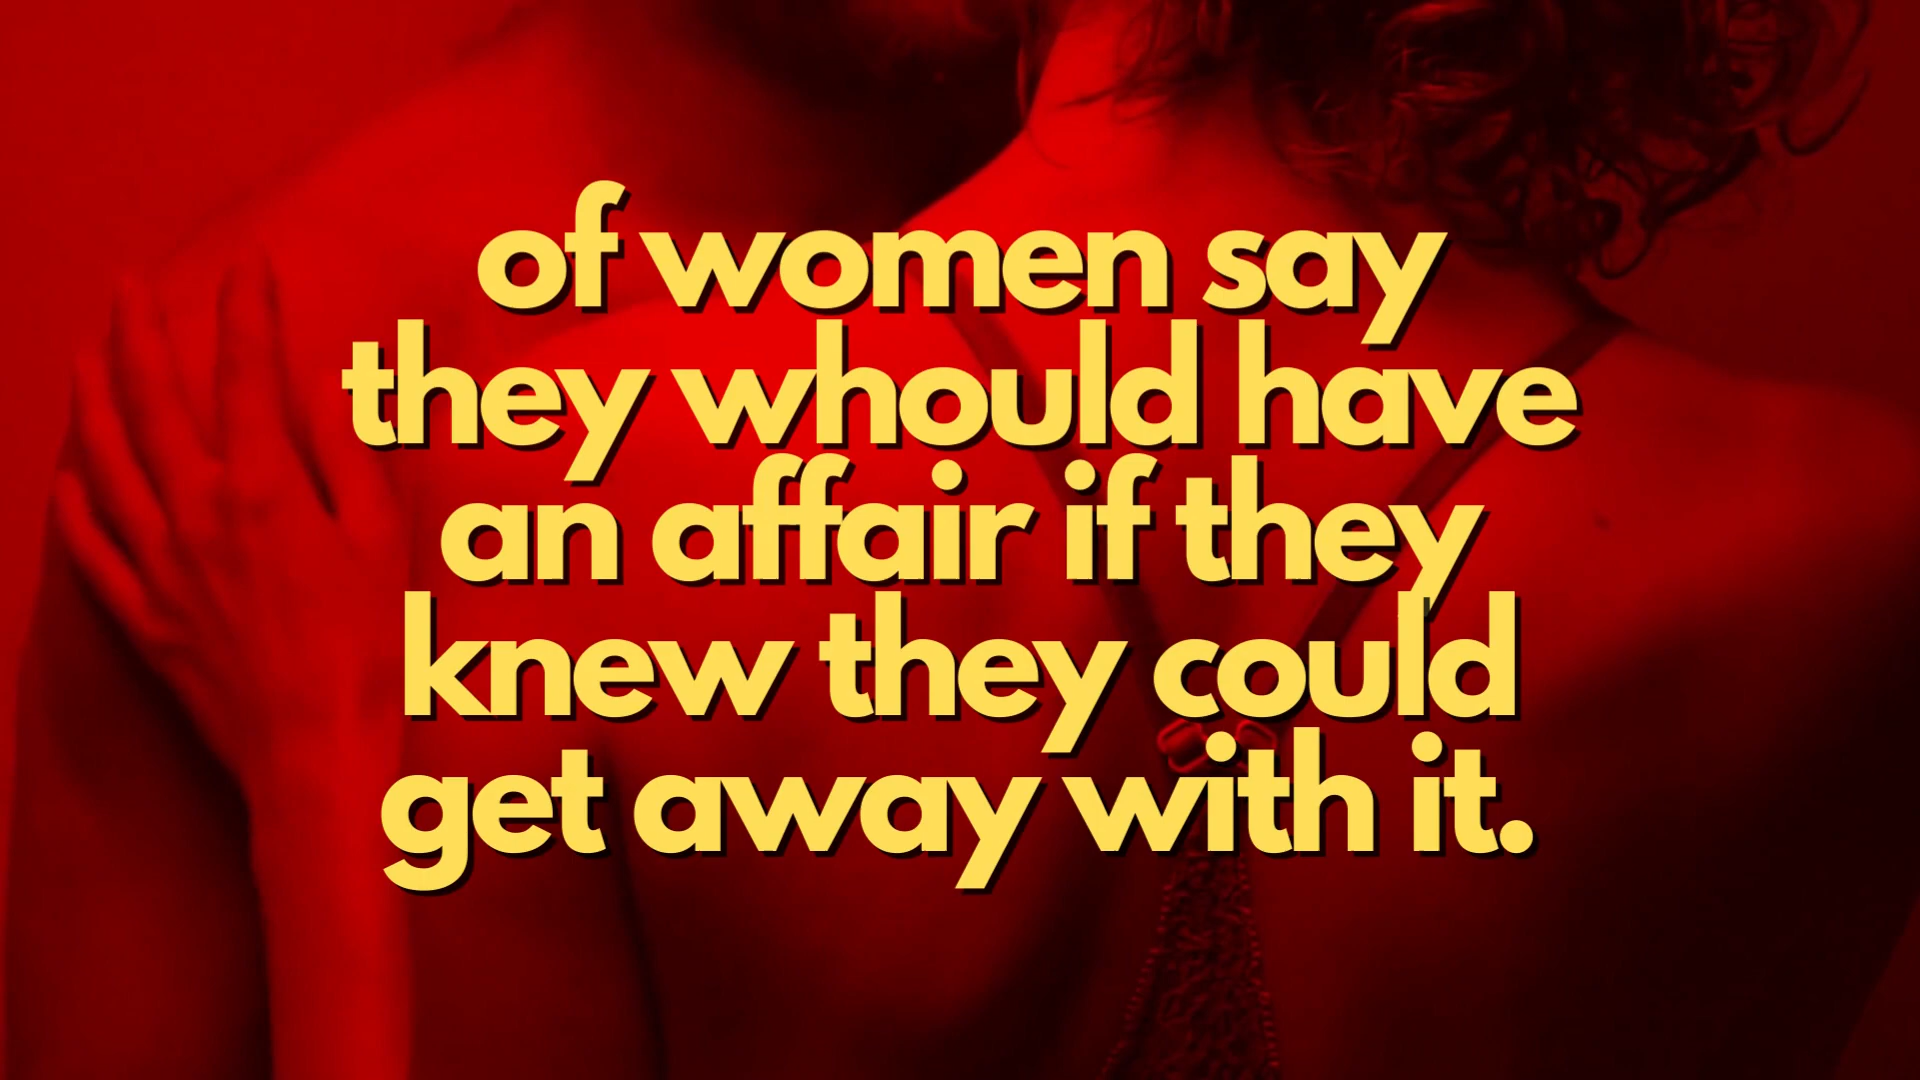 of women say
they whould have
an affair if they
knew they could
get away with it.